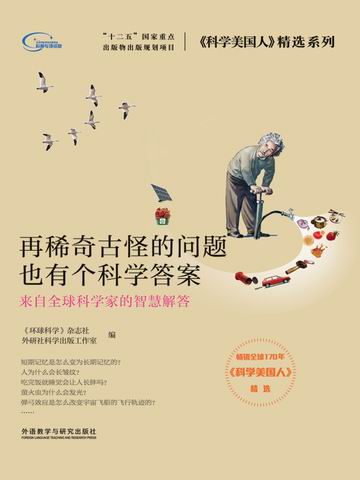 "十二五"国家重点
出版物出版规划项目
《科学美国人》精选系列
再稀奇古怪的问题
也有个科学答案
来自全球科学家的智慧解答
《环球科学》杂志社
外研社科学出版工作室
编
短期记忆是怎么变为长期记忆的？
人为什么会长皱纹？
吃完饭就睡觉会让人长胖吗？
萤火虫为什么会发光？
弹弓效应是怎么改变宇宙飞船的飞行轨迹的？
……
畅销全球170年
《科学美国人》
精选
外语教学与研究出版社
FOREIGN LANGUAGE TEACHING AND RESEARCH PRESS